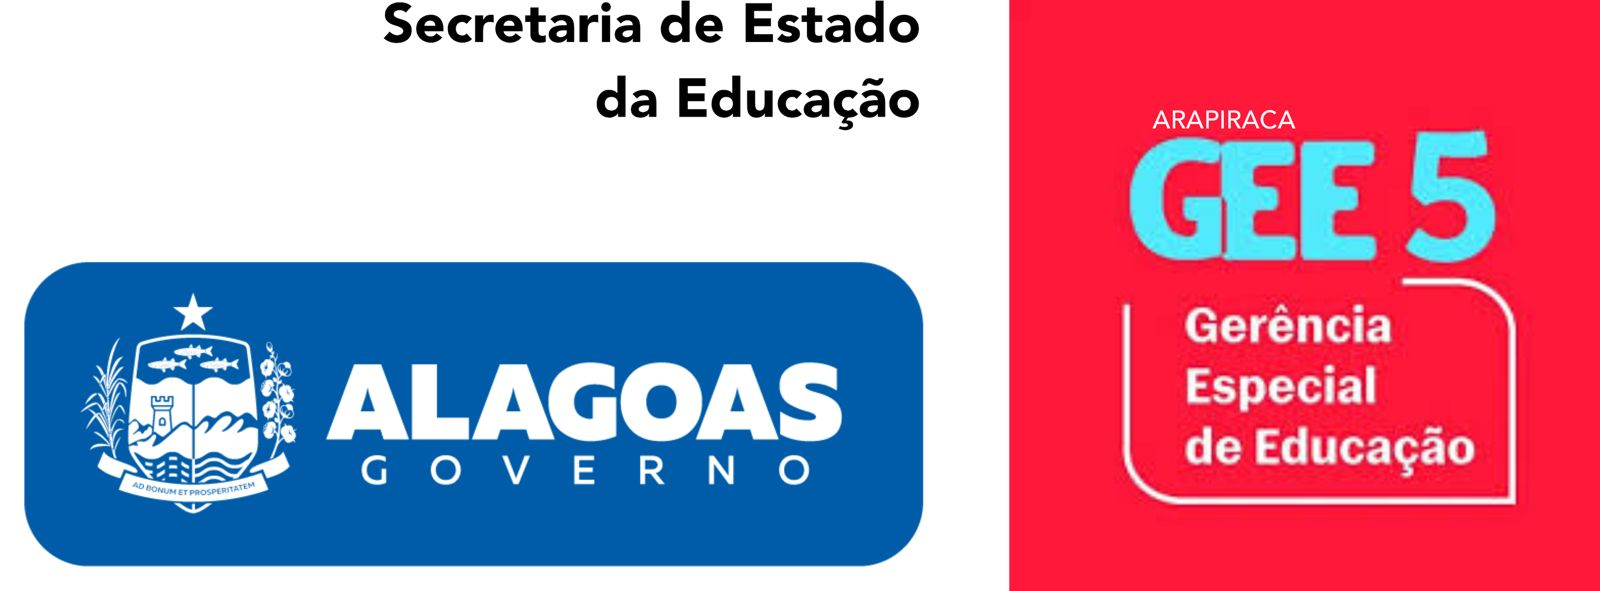 Secretaria de Estado
da Educação
ALAGOAS
GOVERNO
AD BONUM ET PROSPERITATEM
ARAPIRACA
GEE 5
Gerência
Especial
de Educação